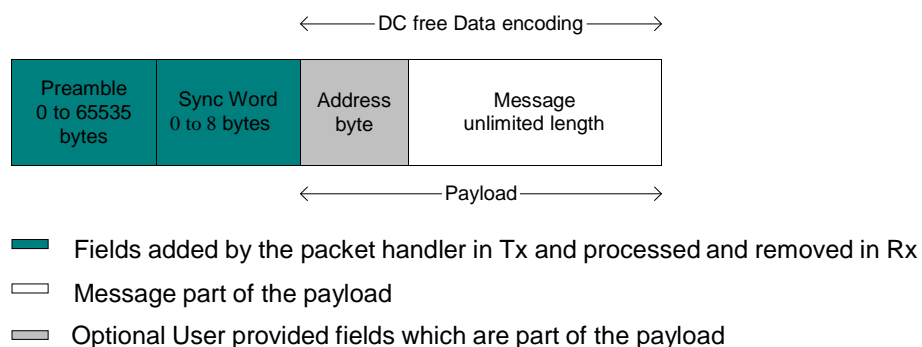 DC free Data encoding
Preamble
0 to 65535
bytes
Sync Word
0 to 8 bytes
Address
byte
Message
unlimited length
Payload
Fields added by the packet handler in Tx and processed and removed in Rx
Message part of the payload
Optional User provided fields which are part of the payload